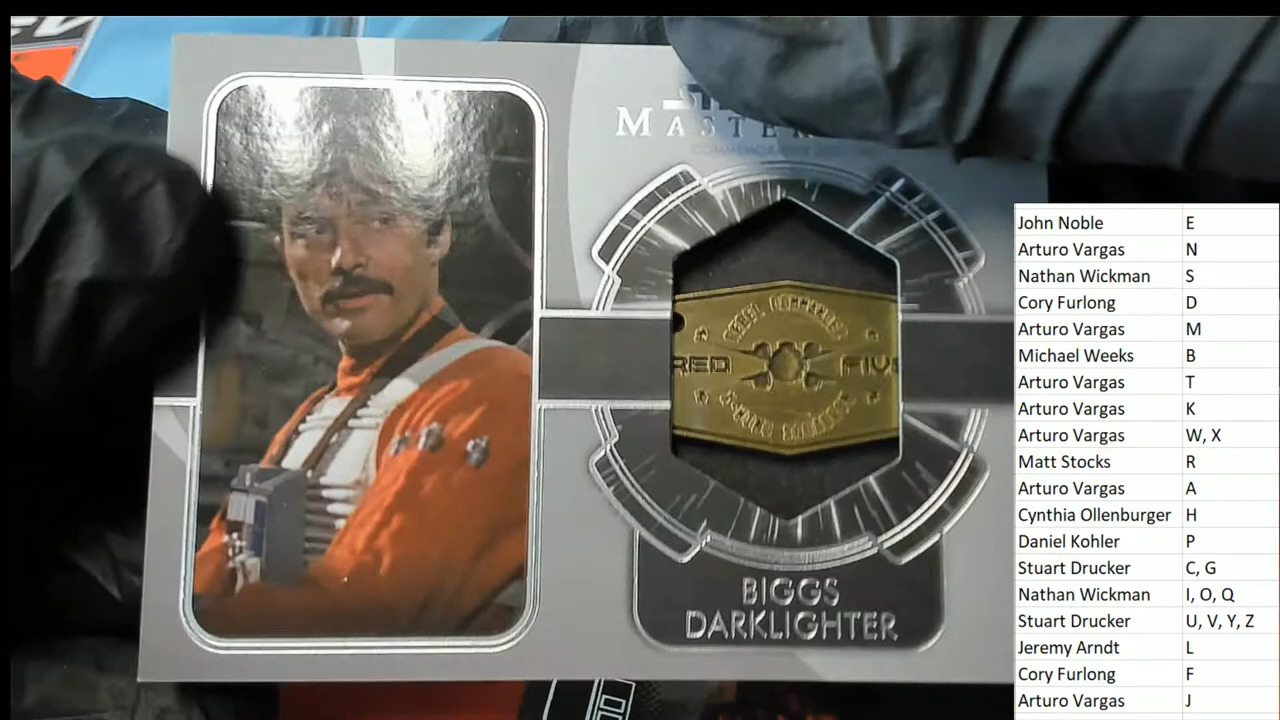 MASTER
BIGGS
DARKLIGHTER
RED FIVE
John Noble E
Arturo Vargas N
Nathan Wickman S
Cory Furlong D
Arturo Vargas M
Michael Weeks B
Arturo Vargas T
Arturo Vargas K
Arturo Vargas W, X
Matt Stocks R
Arturo Vargas A
Cynthia Ollenburger H
Daniel Kohler P
Stuart Drucker C, G
Nathan Wickman I, O, Q
Stuart Drucker U, V, Y, Z
Jeremy Arndt L
Cory Furlong F
Arturo Vargas J